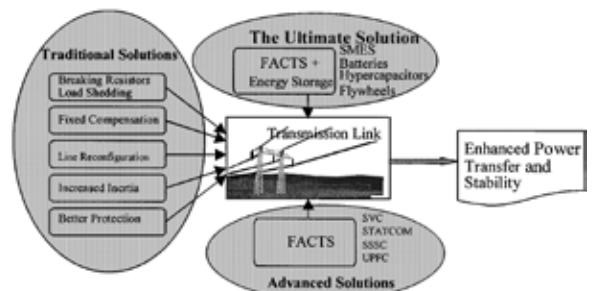 Traditional Solutions
Breaking Resistors
Load Shedding
Fixed Compensation
Line Reconfiguration
Increased Inertia
Better Protection
The Ultimate Solution
FACTS +
Energy Storage
SMES
Batteries
Hypercapacitors
Flywheels
Transmission Link
Enhanced Power
Transfer and
Stability
FACTS
SVC
STATCOM
SSSC
UPFC
Advanced Solutions